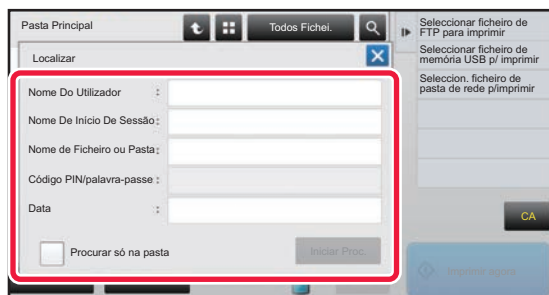 Pasta Principal
Todos Fichei.
Localizar
Nome Do Utilizador :
Nome De Início De Sessão :
Nome de Ficheiro ou Pasta :
Código PIN/palavra-passe :
Data :
Procurar só na pasta
Iniciar Proc.
Seleccionar ficheiro de
FTP para imprimir
Seleccionar ficheiro de
memória USB p/ imprimir
Seleccion. ficheiro de
pasta de rede p/imprimir
CA
Imprimir agora